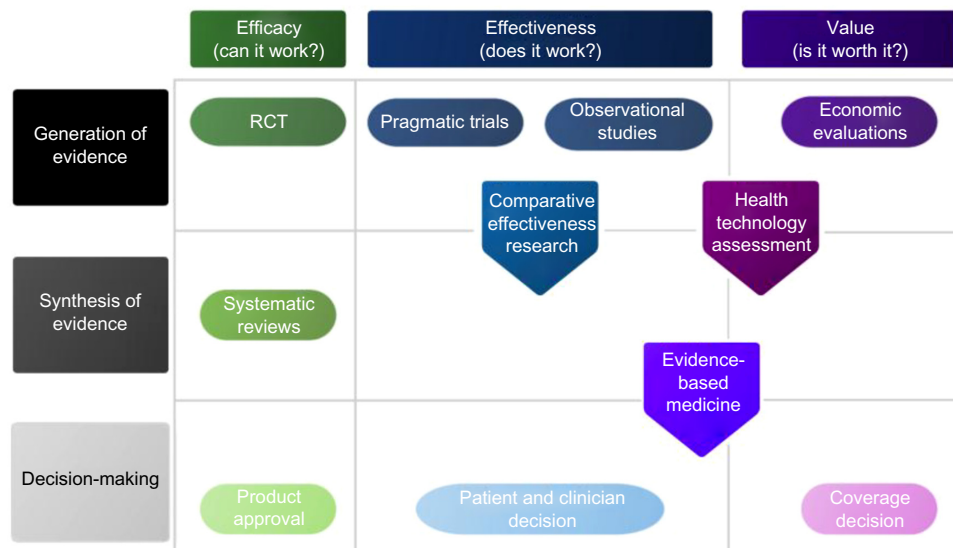 Efficacy
(can it work?)
Effectiveness
(does it work?)
Value
(is it worth it?)
Generation of
evidence
RCT
Pragmatic trials
Observational
studies
Economic
evaluations
Comparative
effectiveness
research
Health
technology
assessment
Synthesis of
evidence
Systematic
reviews
Evidence-
based
medicine
Decision-making
Product
approval
Patient and clinician
decision
Coverage
decision